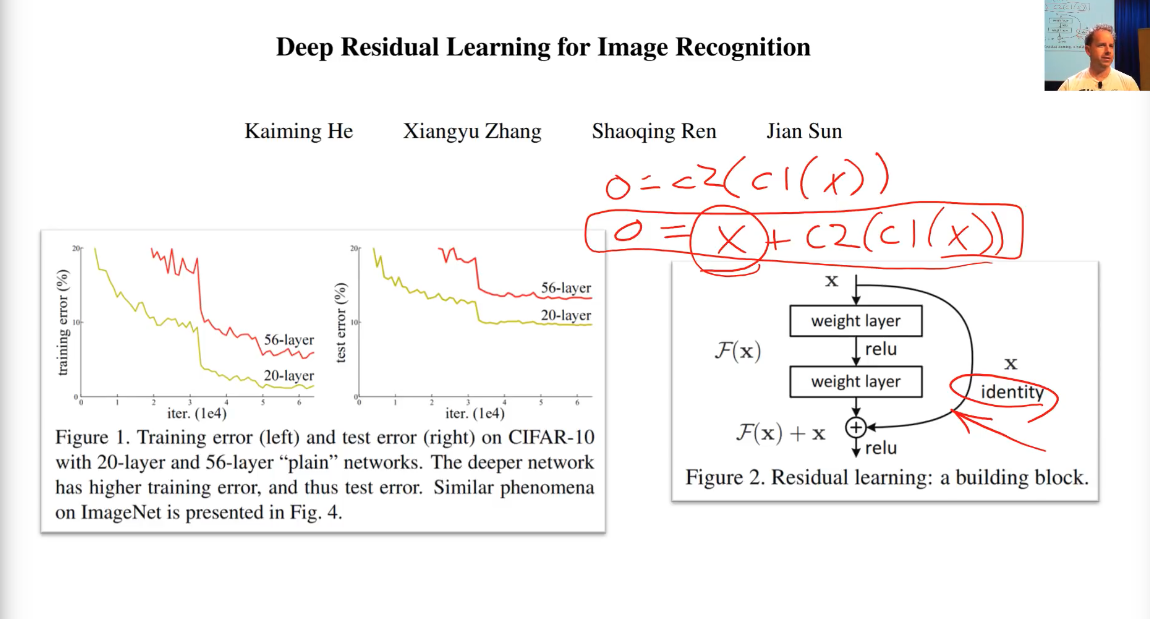 Deep Residual Learning for Image Recognition
Kaiming He Xiangyu Zhang Shaoqing Ren Jian Sun
O = c2(c1(x))
O = x + c2(c1(x))
20
10
0
training error (%)
56-layer
20-layer
0 1 2 3 4 5 6
iter. (1e4)
20
10
0
test error (%)
56-layer
20-layer
0 1 2 3 4 5 6
iter. (1e4)
Figure 1. Training error (left) and test error (right) on CIFAR-10
with 20-layer and 56-layer “plain” networks. The deeper network
has higher training error, and thus test error. Similar phenomena
on ImageNet is presented in Fig. 4.
x
weight layer
F(x)
relu
weight layer
x
identity
F(x) + x
relu
Figure 2. Residual learning: a building block.